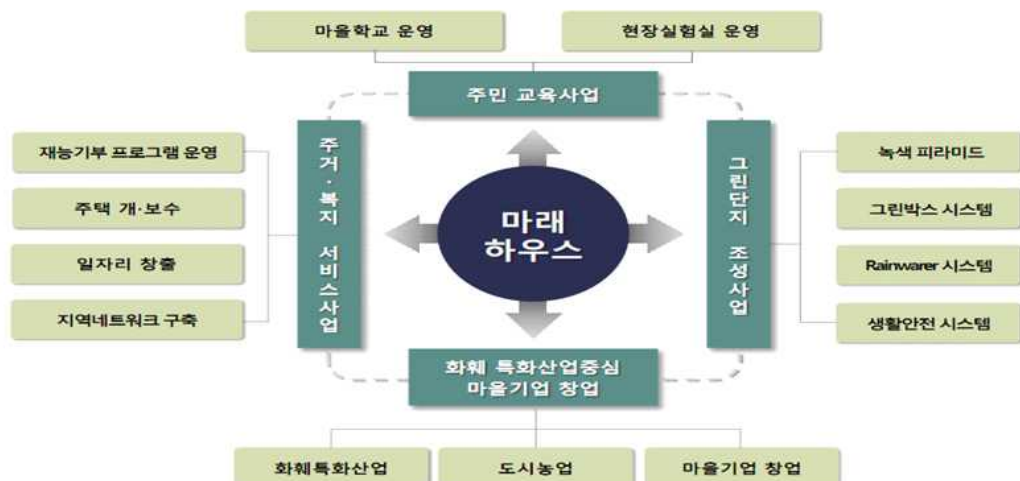 마을학교 운영
현장실험실 운영
주민 교육사업
주거·복지 서비스사업
재능기부 프로그램 운영
주택 개·보수
일자리 창출
지역네트워크 구축
마래
하우스
그린단지 조성사업
녹색 피라미드
그린박스 시스템
Rainwarer 시스템
생활안전 시스템
화훼 특화산업중심
마을기업 창업
화훼특화산업
도시농업
마을기업 창업